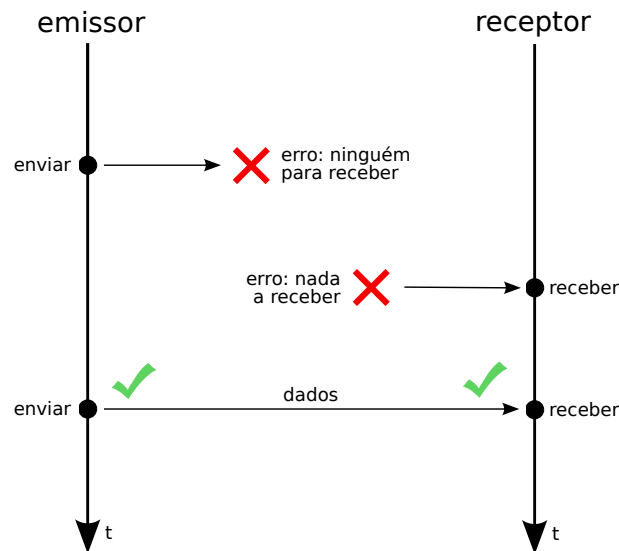 emissor
receptor
enviar
erro: ninguém
para receber
erro: nada
a receber
receber
enviar
dados
receber
t
t